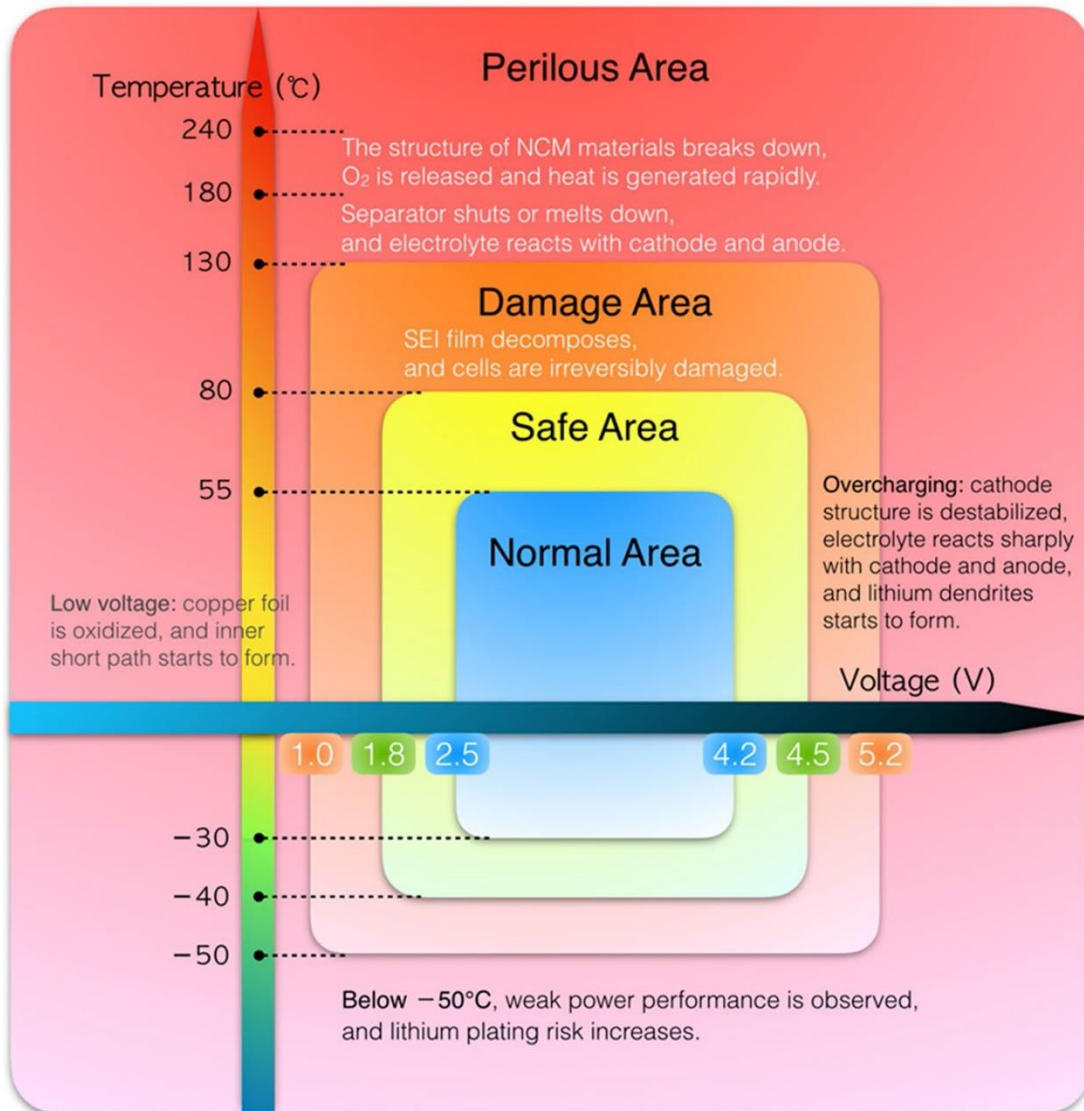 Perilous Area
Temperature (℃)
240
The structure of NCM materials breaks down,
O₂ is released and heat is generated rapidly.
180
Separator shuts or melts down,
and electrolyte reacts with cathode and anode.
130
Damage Area
SEI film decomposes,
and cells are irreversibly damaged.
80
Safe Area
55
Normal Area
Overcharging: cathode
structure is destabilized,
electrolyte reacts sharply
with cathode and anode,
and lithium dendrites
starts to form.
Low voltage: copper foil
is oxidized, and inner
short path starts to form.
Voltage (V)
1.0 1.8 2.5 4.2 4.5 5.2
−30
−40
−50
Below −50°C, weak power performance is observed,
and lithium plating risk increases.